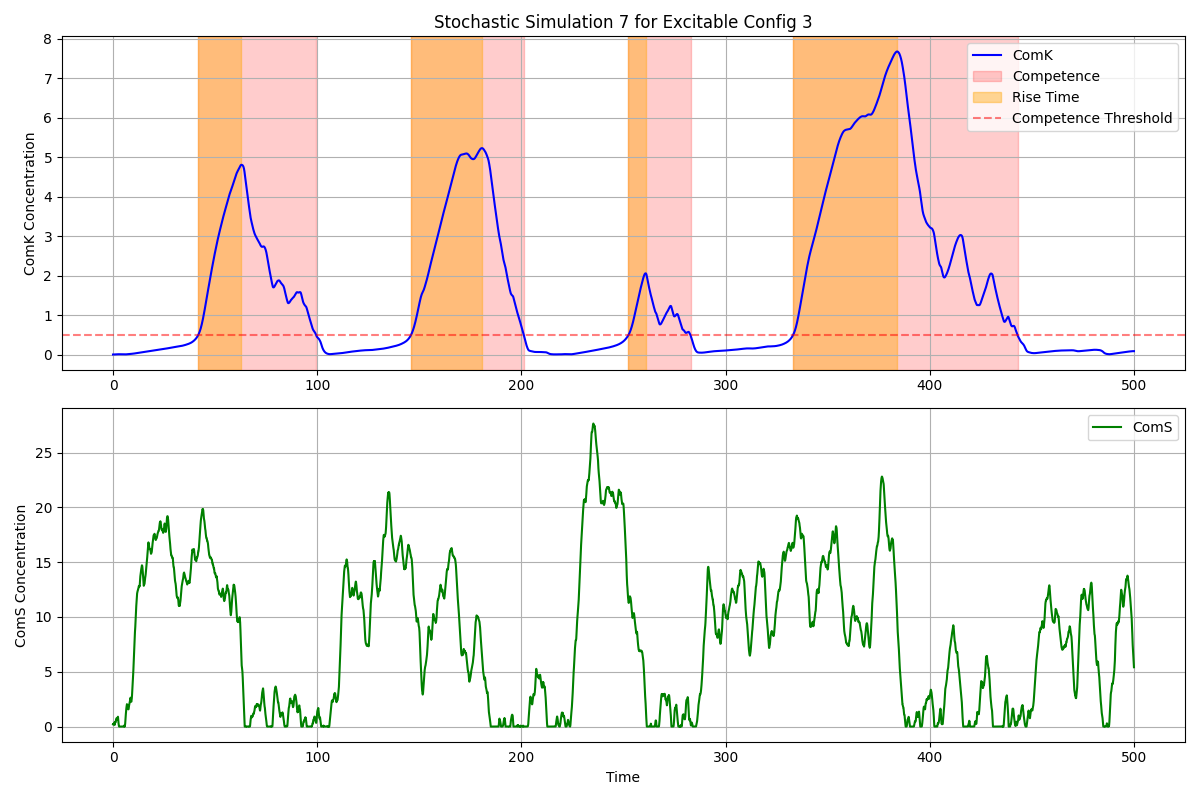 Stochastic Simulation 7 for Excitable Config 3
ComK Concentration
8
7
6
5
4
3
2
1
0
ComK
Competence
Rise Time
Competence Threshold
0 100 200 300 400 500
ComS Concentration
25
20
15
10
5
0
ComS
0 100 200 300 400 500
Time